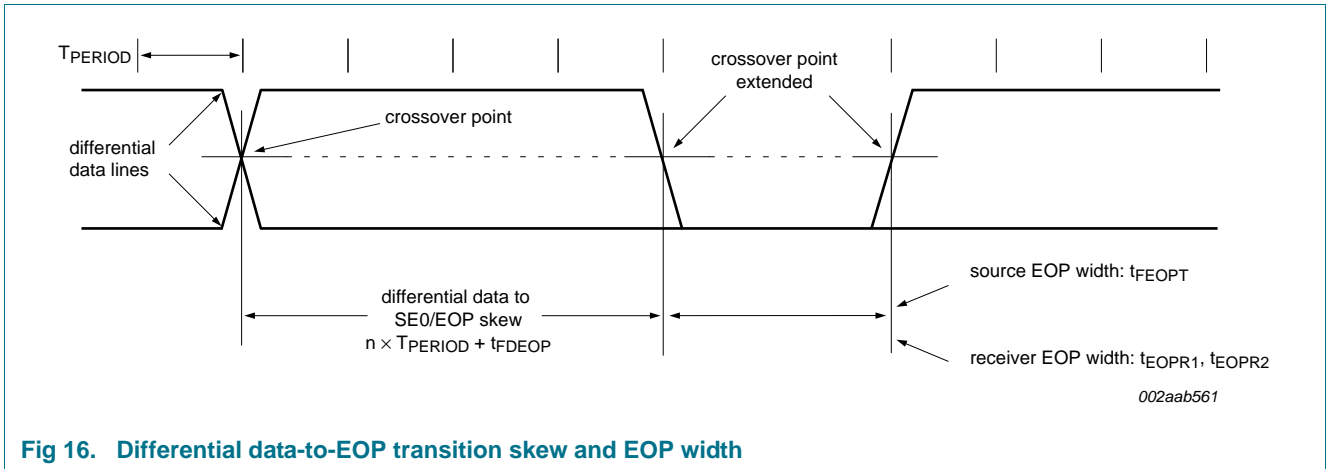 TPERIOD
crossover point
extended
crossover point
differential
data lines
differential data to
SE0/EOP skew
n × TPERIOD + tFDEOP
source EOP width: tFEOPT
receiver EOP width: tEOPR1, tEOPR2
002aab561
Fig 16. Differential data-to-EOP transition skew and EOP width